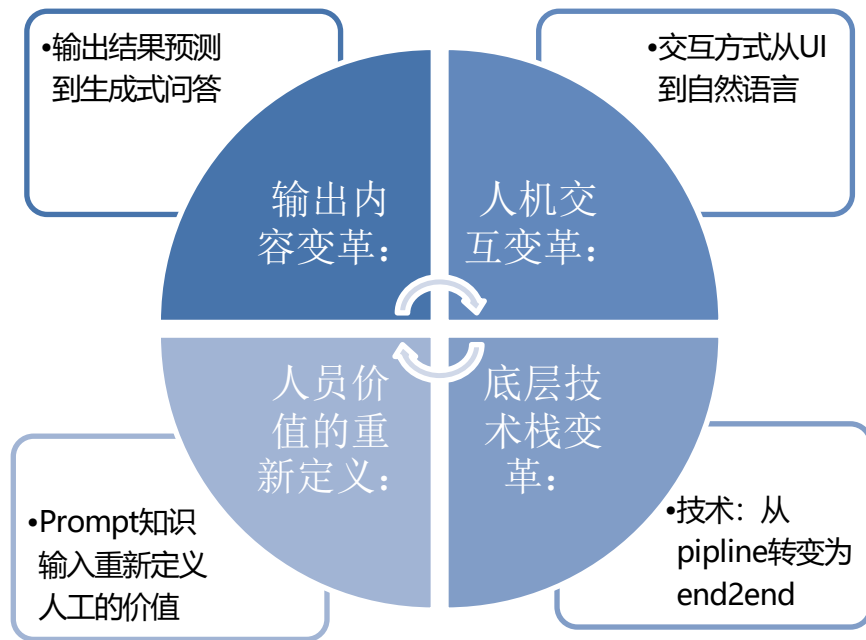 •输出结果预测
到生成式问答
•交互方式从UI
到自然语言
输出内
容变革：
人机交
互变革：
人员价
值的重
新定义：
底层技
术栈变
革：
•Prompt知识
输入重新定义
人工的价值
•技术：从
pipline转变为
end2end